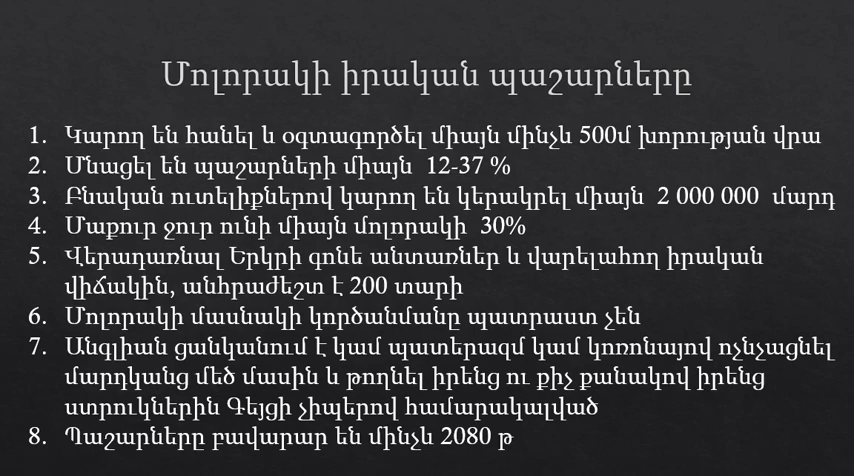 Մոլորակի իրական պաշարները
1. Կարող են հանել և օգտագործել միայն մինչև 500մ խորության վրա
2. Մնացել են պաշարների միայն 12-37 %
3. Բնական ուտելիքներով կարող են կերակրել միայն 2 000 000 մարդ
4. Մաքուր ջուր ունի միայն մոլորակի 30%
5. Վերադառնալ Երկրի գոնե անտառներ և վարելահող իրական
վիճակին, անհրաժեշտ է 200 տարի
6. Մոլորակի մասնակի կործանմանը պատրաստ չեն
7. Անգլիան ցանկանում է կամ պատերազմ կամ կոռոնայով ոչնչացնել
մարդկանց մեծ մասին և թողնել իրենց ու քիչ քանակով իրենց
ստրուկներին Գեյցի չիպերով համարակալված
8. Պաշարները բավարար են մինչև 2080 թ